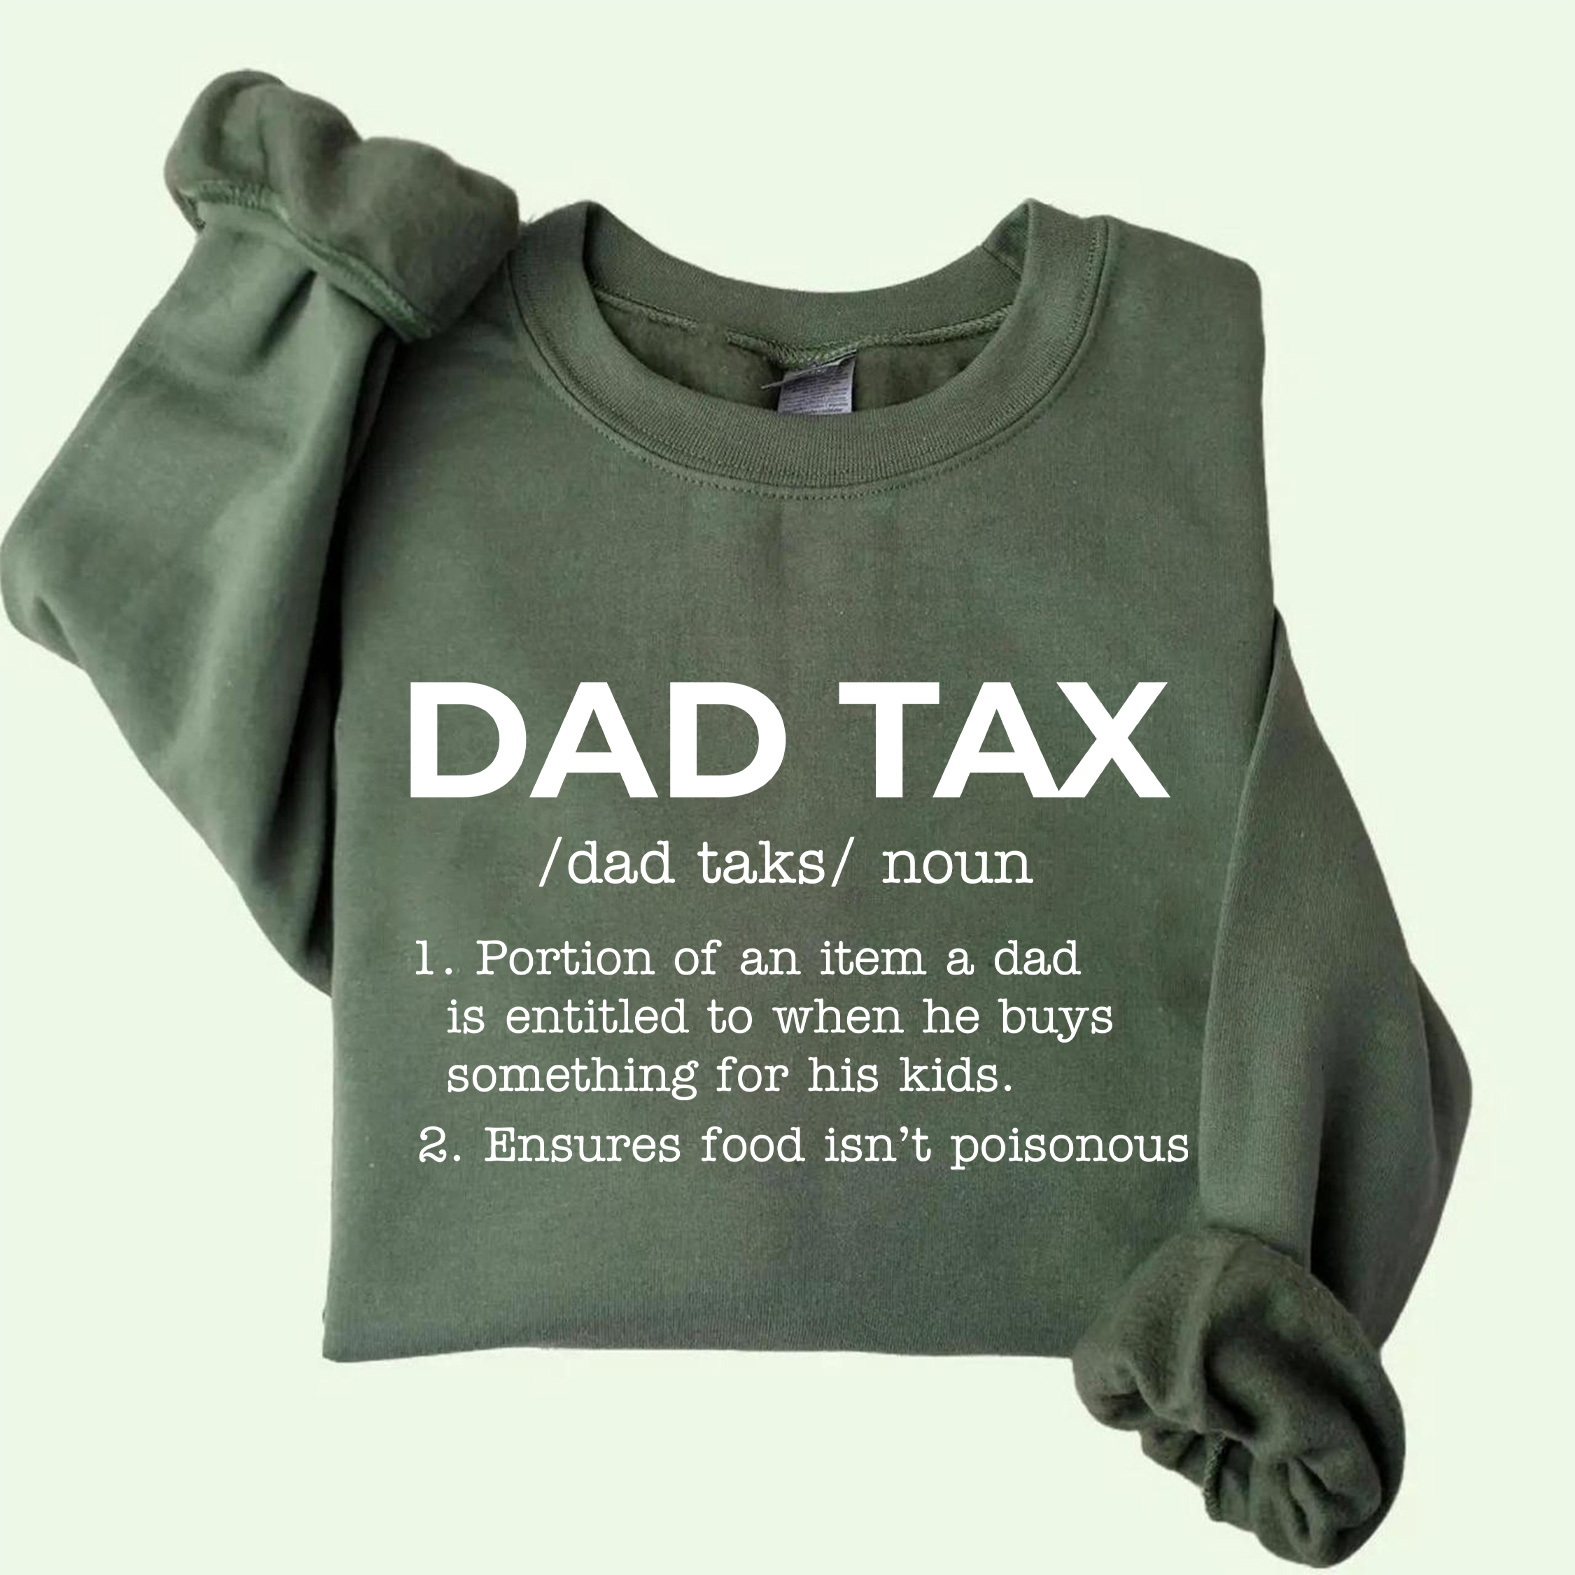 DAD TAX
/dad taks/ noun
1. Portion of an item a dad
is entitled to when he buys
something for his kids.
2. Ensures food isn’t poisonous